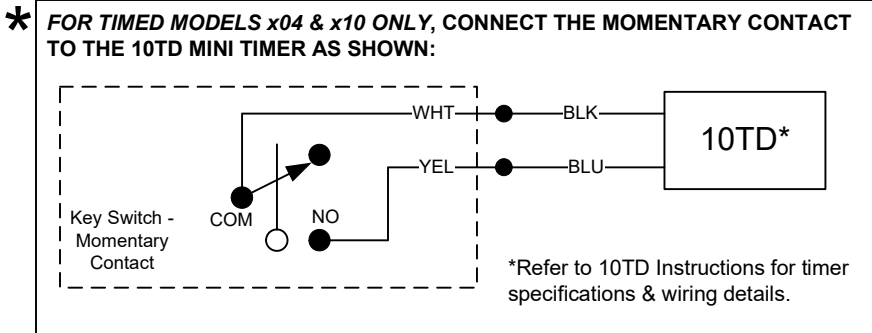 *
FOR TIMED MODELS x04 & x10 ONLY, CONNECT THE MOMENTARY CONTACT
TO THE 10TD MINI TIMER AS SHOWN:
WHT
BLK
10TD*
YEL
BLU
COM
NO
Key Switch -
Momentary
Contact
*Refer to 10TD Instructions for timer
specifications & wiring details.